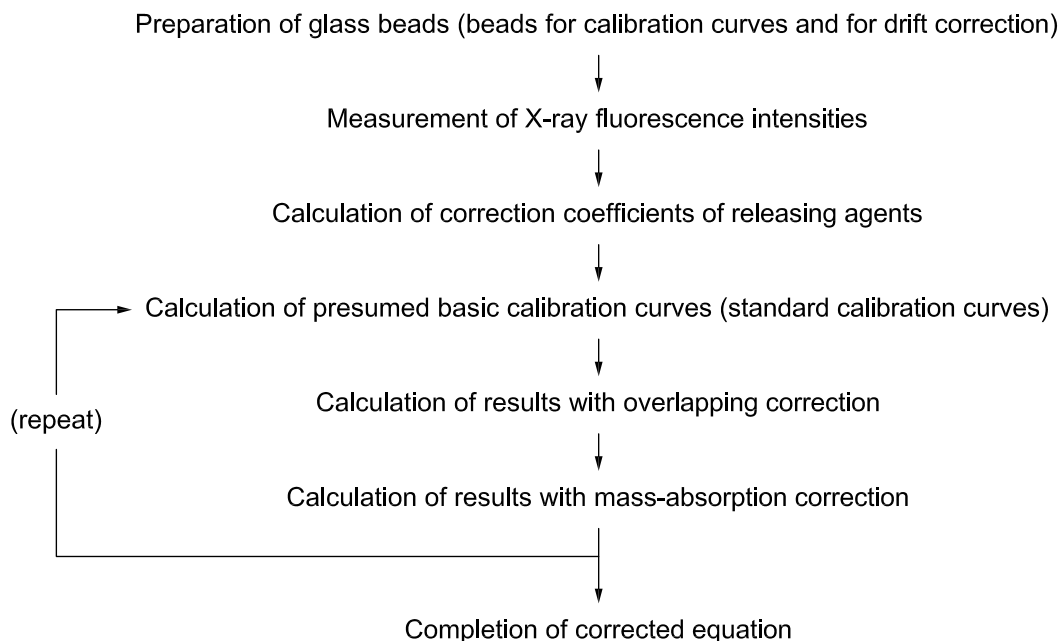 Preparation of glass beads (beads for calibration curves and for drift correction)
Measurement of X-ray fluorescence intensities
Calculation of correction coefficients of releasing agents
Calculation of presumed basic calibration curves (standard calibration curves)
Calculation of results with overlapping correction
(repeat)
Calculation of results with mass-absorption correction
Completion of corrected equation